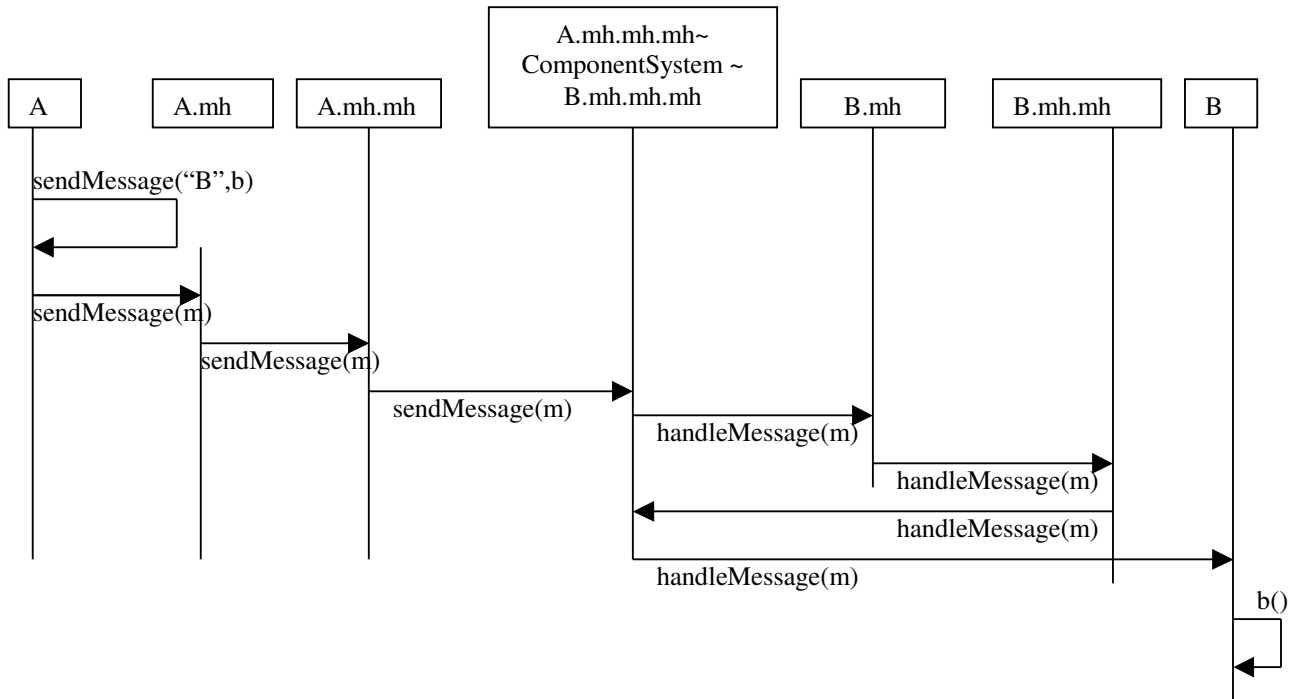 A.mh.mh.mh~
ComponentSystem ~
B.mh.mh.mh
A
A.mh
A.mh.mh
B.mh
B.mh.mh
B
sendMessage(“B”,b)
sendMessage(m)
sendMessage(m)
sendMessage(m)
handleMessage(m)
handleMessage(m)
handleMessage(m)
handleMessage(m)
b()